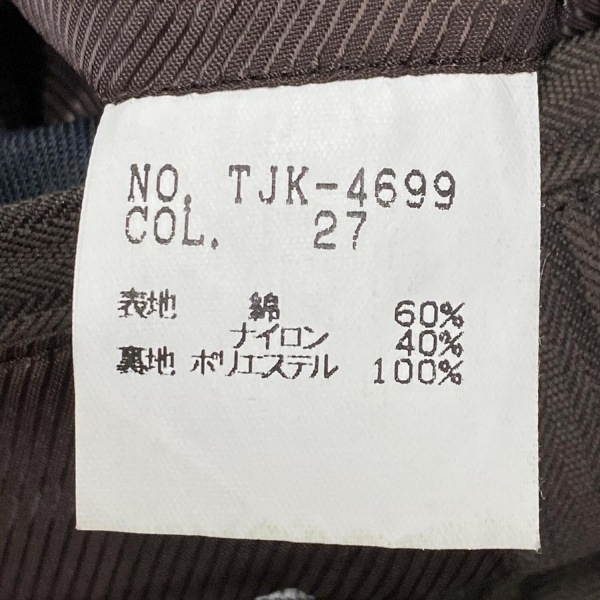 NO. TJK-4699
COL. 27
表地 綿 60%
ナイロン 40%
裏地 ポリエステル 100%